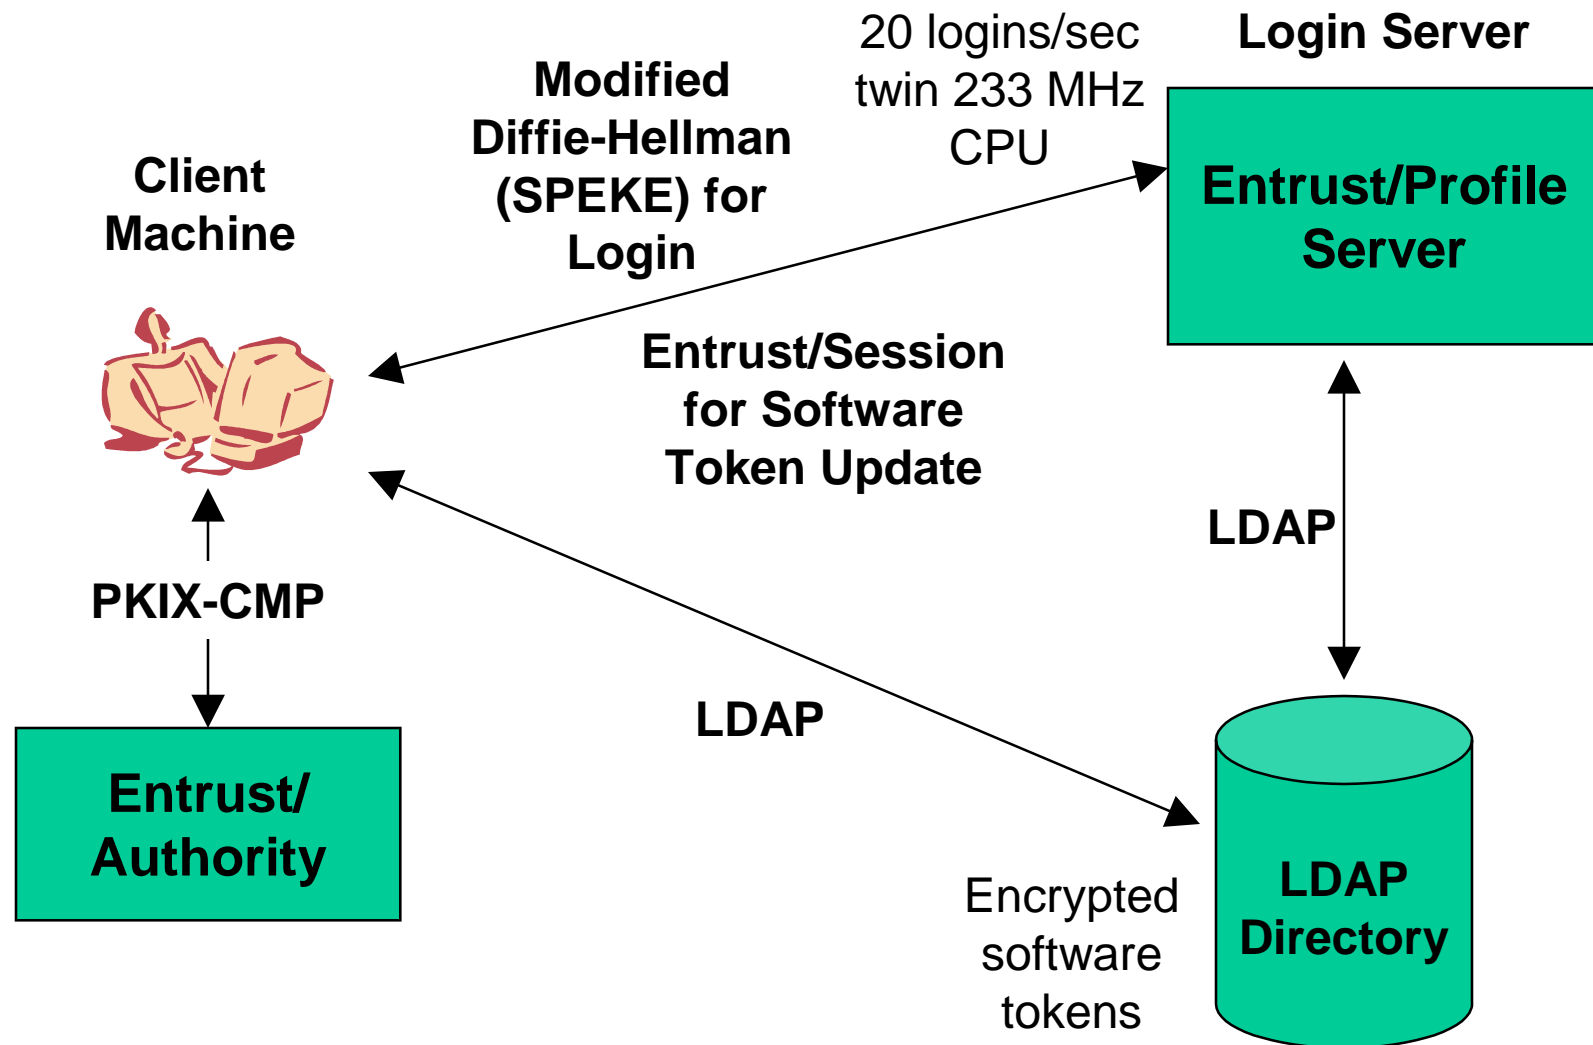 20 logins/sec
twin 233 MHz
CPU
Login Server
Modified
Diffie-Hellman
(SPEKE) for
Login
Client
Machine
Entrust/Profile
Server
Entrust/Session
for Software
Token Update
LDAP
PKIX-CMP
LDAP
Entrust/
Authority
Encrypted
software
tokens
LDAP
Directory